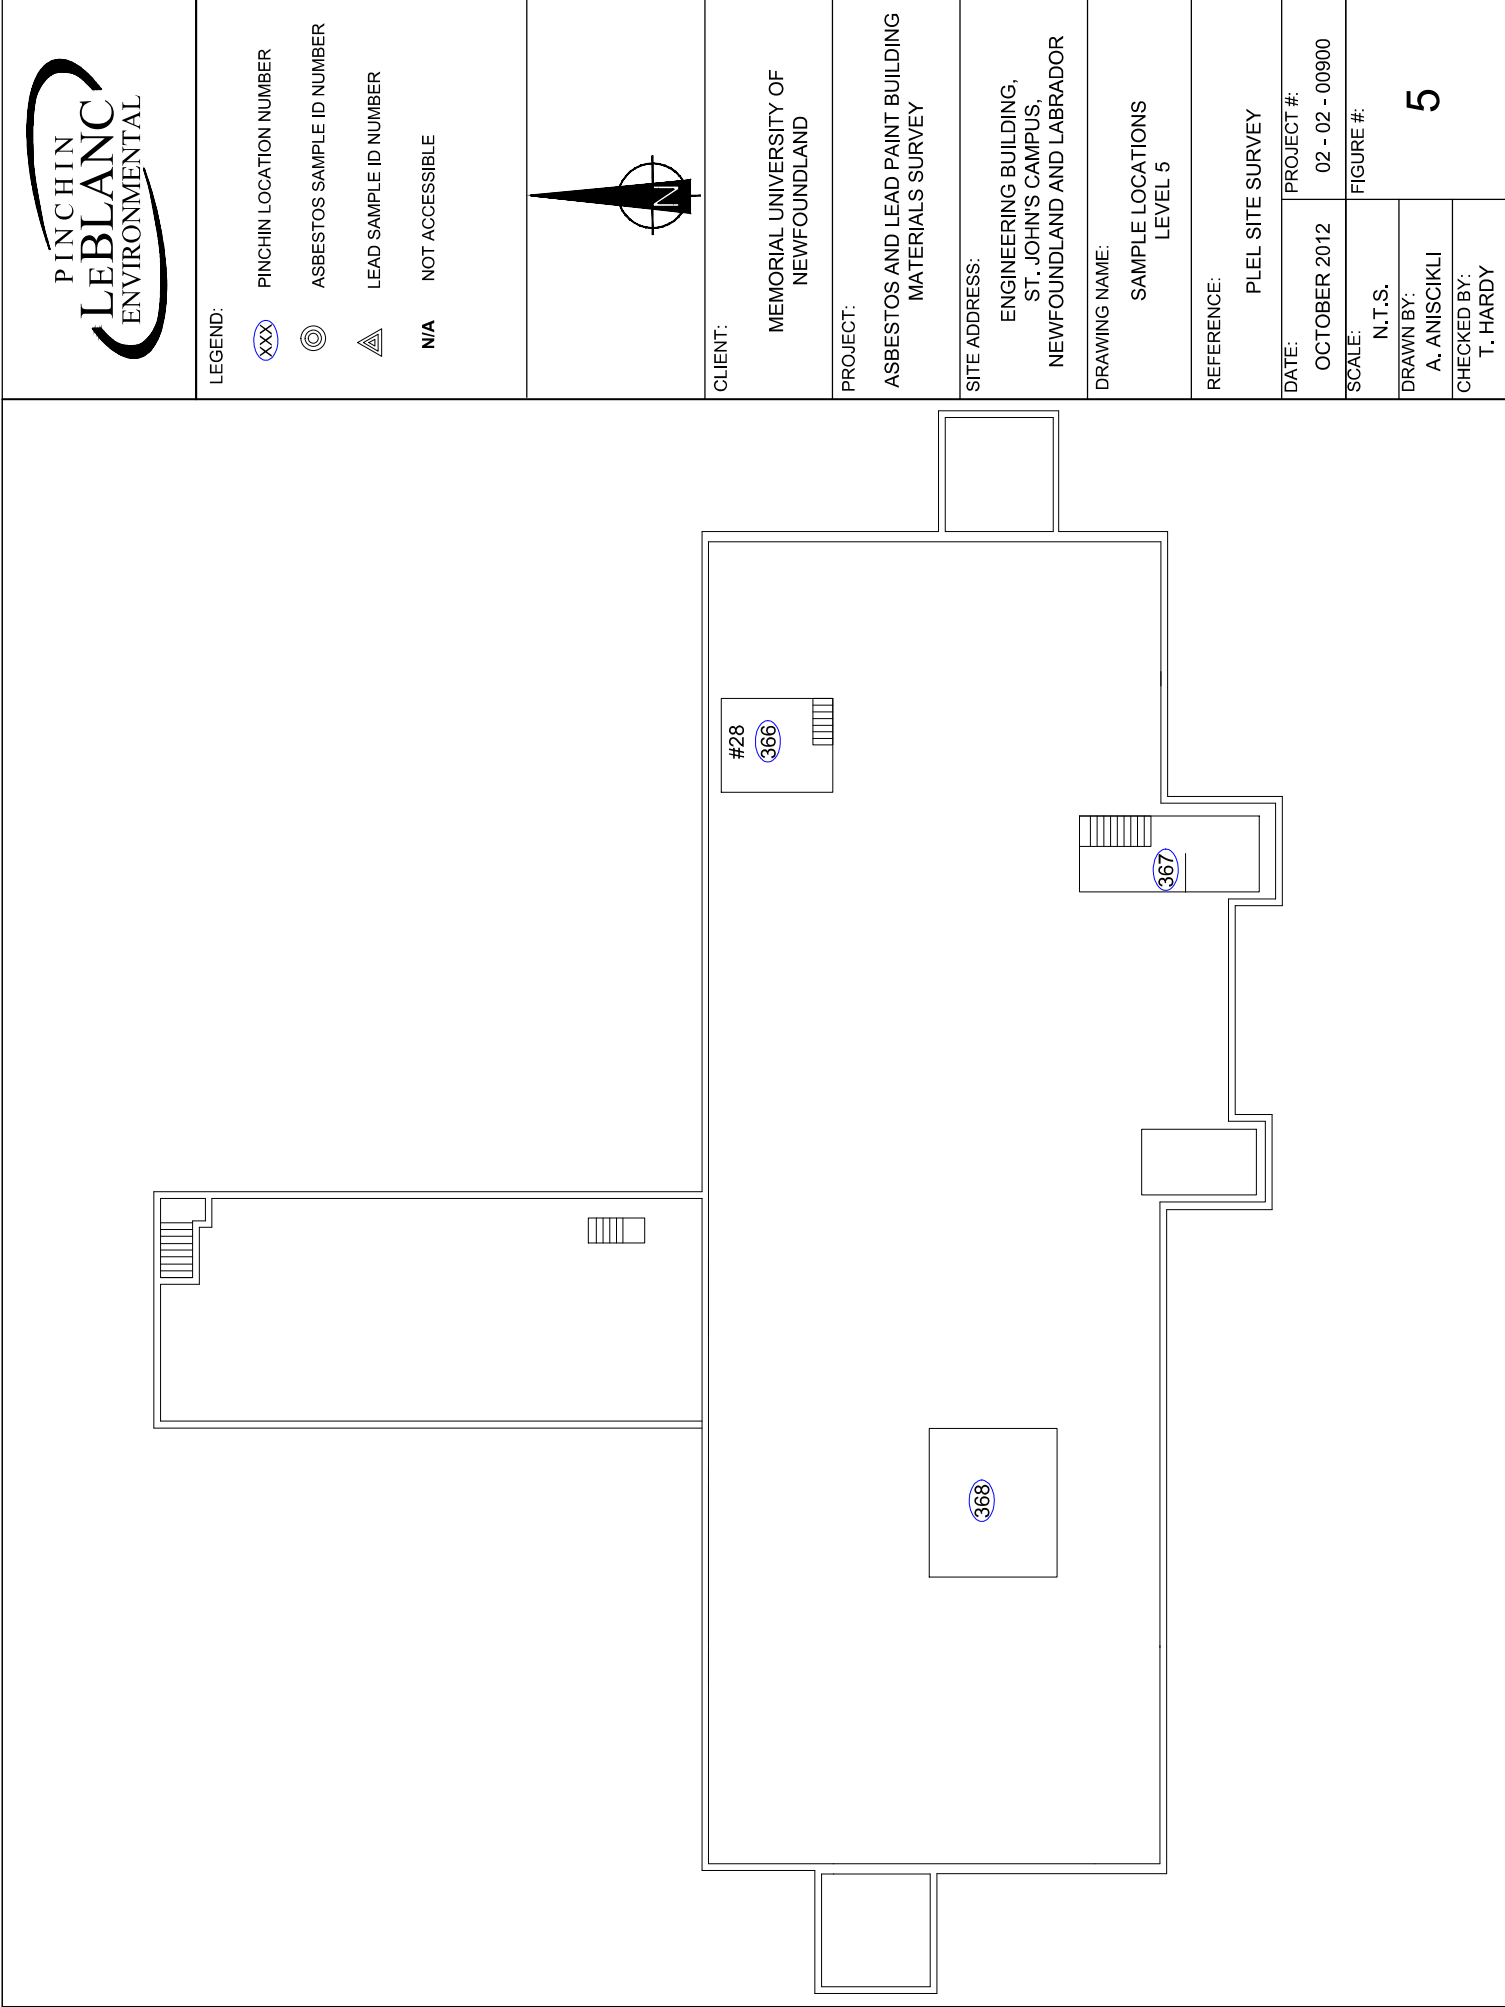 PINCHIN
LEBLANC
ENVIRONMENTAL
LEGEND:
XXX PINCHIN LOCATION NUMBER
ASBESTOS SAMPLE ID NUMBER
LEAD SAMPLE ID NUMBER
N/A NOT ACCESSIBLE
N
CLIENT:
MEMORIAL UNIVERSITY OF
NEWFOUNDLAND
PROJECT:
ASBESTOS AND LEAD PAINT BUILDING
MATERIALS SURVEY
SITE ADDRESS:
ENGINEERING BUILDING,
ST. JOHN'S CAMPUS,
NEWFOUNDLAND AND LABRADOR
DRAWING NAME:
SAMPLE LOCATIONS
LEVEL 5
REFERENCE:
PLEL SITE SURVEY
DATE:
OCTOBER 2012
PROJECT #:
02 - 02 - 00900
SCALE:
N.T.S.
FIGURE #:
5
DRAWN BY:
A. ANISCIKLI
CHECKED BY:
T. HARDY
#28
366
367
368